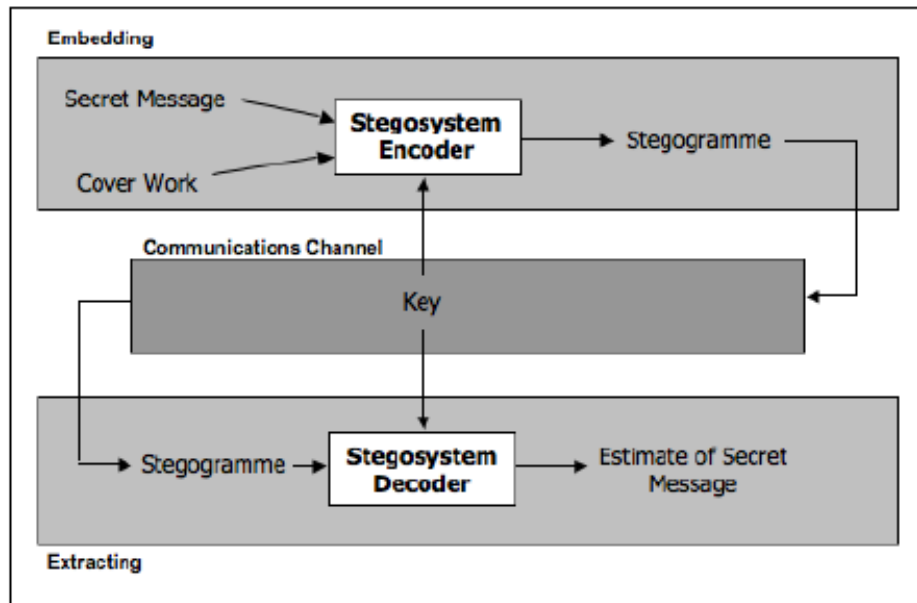 Embedding
Secret Message
Cover Work
Stegosystem
Encoder
Stegogramme
Communications Channel
Key
Stegogramme
Stegosystem
Decoder
Estimate of Secret
Message
Extracting